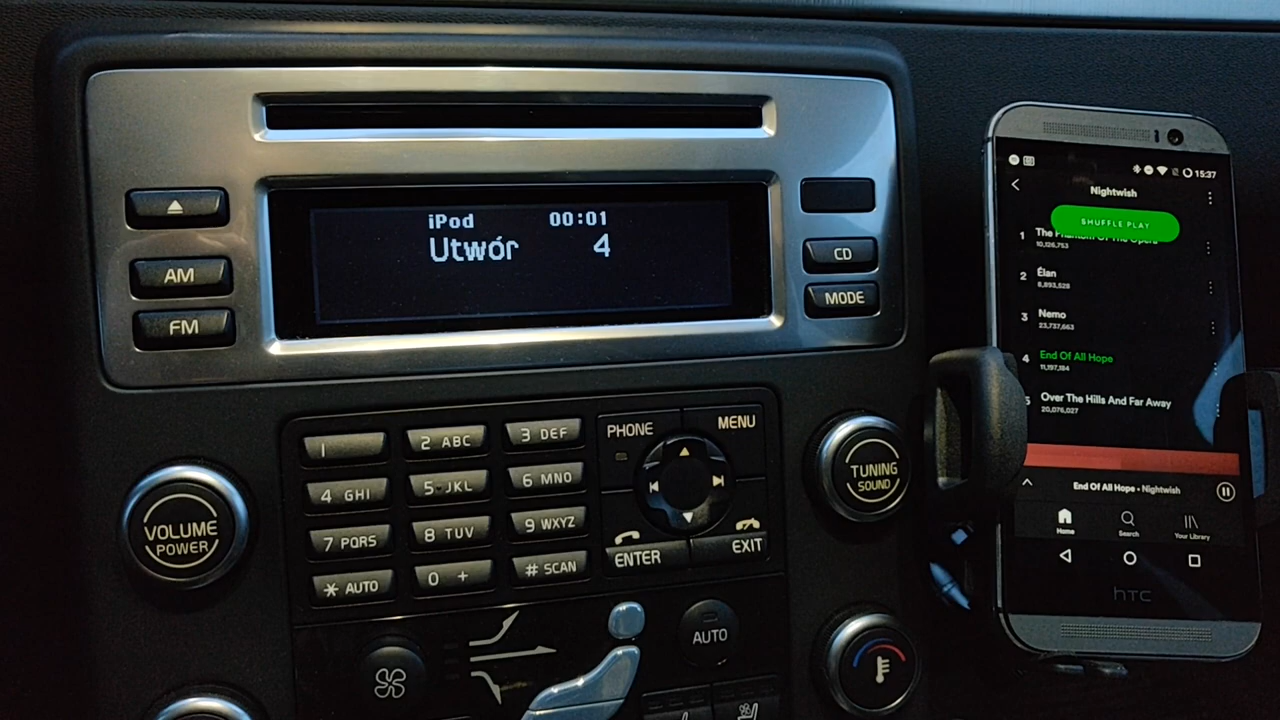 iPod 00:01
Utwór 4
AM
FM
CD
MODE
1
2 ABC
3 DEF
4 GHI
5 JKL
6 MNO
7 PQRS
8 TUV
9 WXYZ
* AUTO
0 +
# SCAN
PHONE
MENU
ENTER
EXIT
VOLUME
POWER
TUNING
SOUND
AUTO
15:37
Nightwish
SHUFFLE PLAY
1 The Phantom Of The Opera
10,126,753
2 Élan
8,893,528
3 Nemo
23,737,663
4 End Of All Hope
11,197,184
5 Over The Hills And Far Away
20,076,027
End Of All Hope • Nightwish
Home
Search
Your Library
hTC